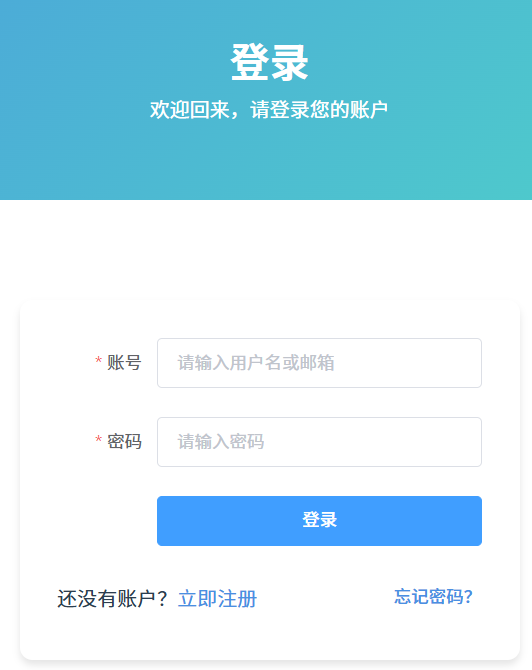 登录
欢迎回来，请登录您的账户
* 账号
请输入用户名或邮箱
* 密码
请输入密码
登录
还没有账户？立即注册
忘记密码？